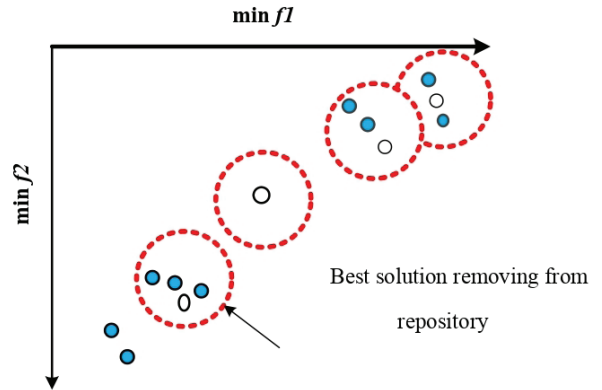 min f1
min f2
Best solution removing from
repository